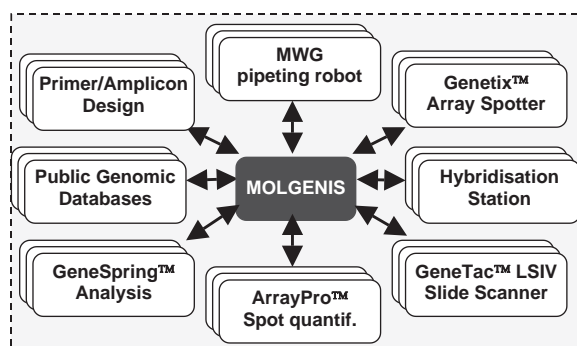 MWG
pipeting robot
Primer/Amplicon
Design
Genetix™
Array Spotter
Public Genomic
Databases
MOLGENIS
Hybridisation
Station
GeneSpring™
Analysis
ArrayPro™
Spot quantif.
GeneTac™ LSIV
Slide Scanner